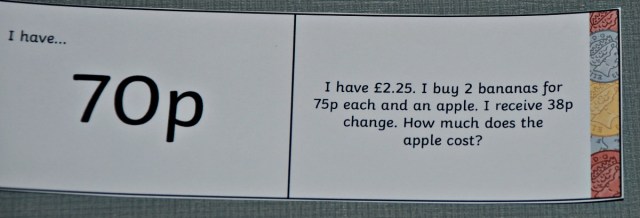 I have...
70p
I have £2.25. I buy 2 bananas for
75p each and an apple. I receive 38p
change. How much does the
apple cost?